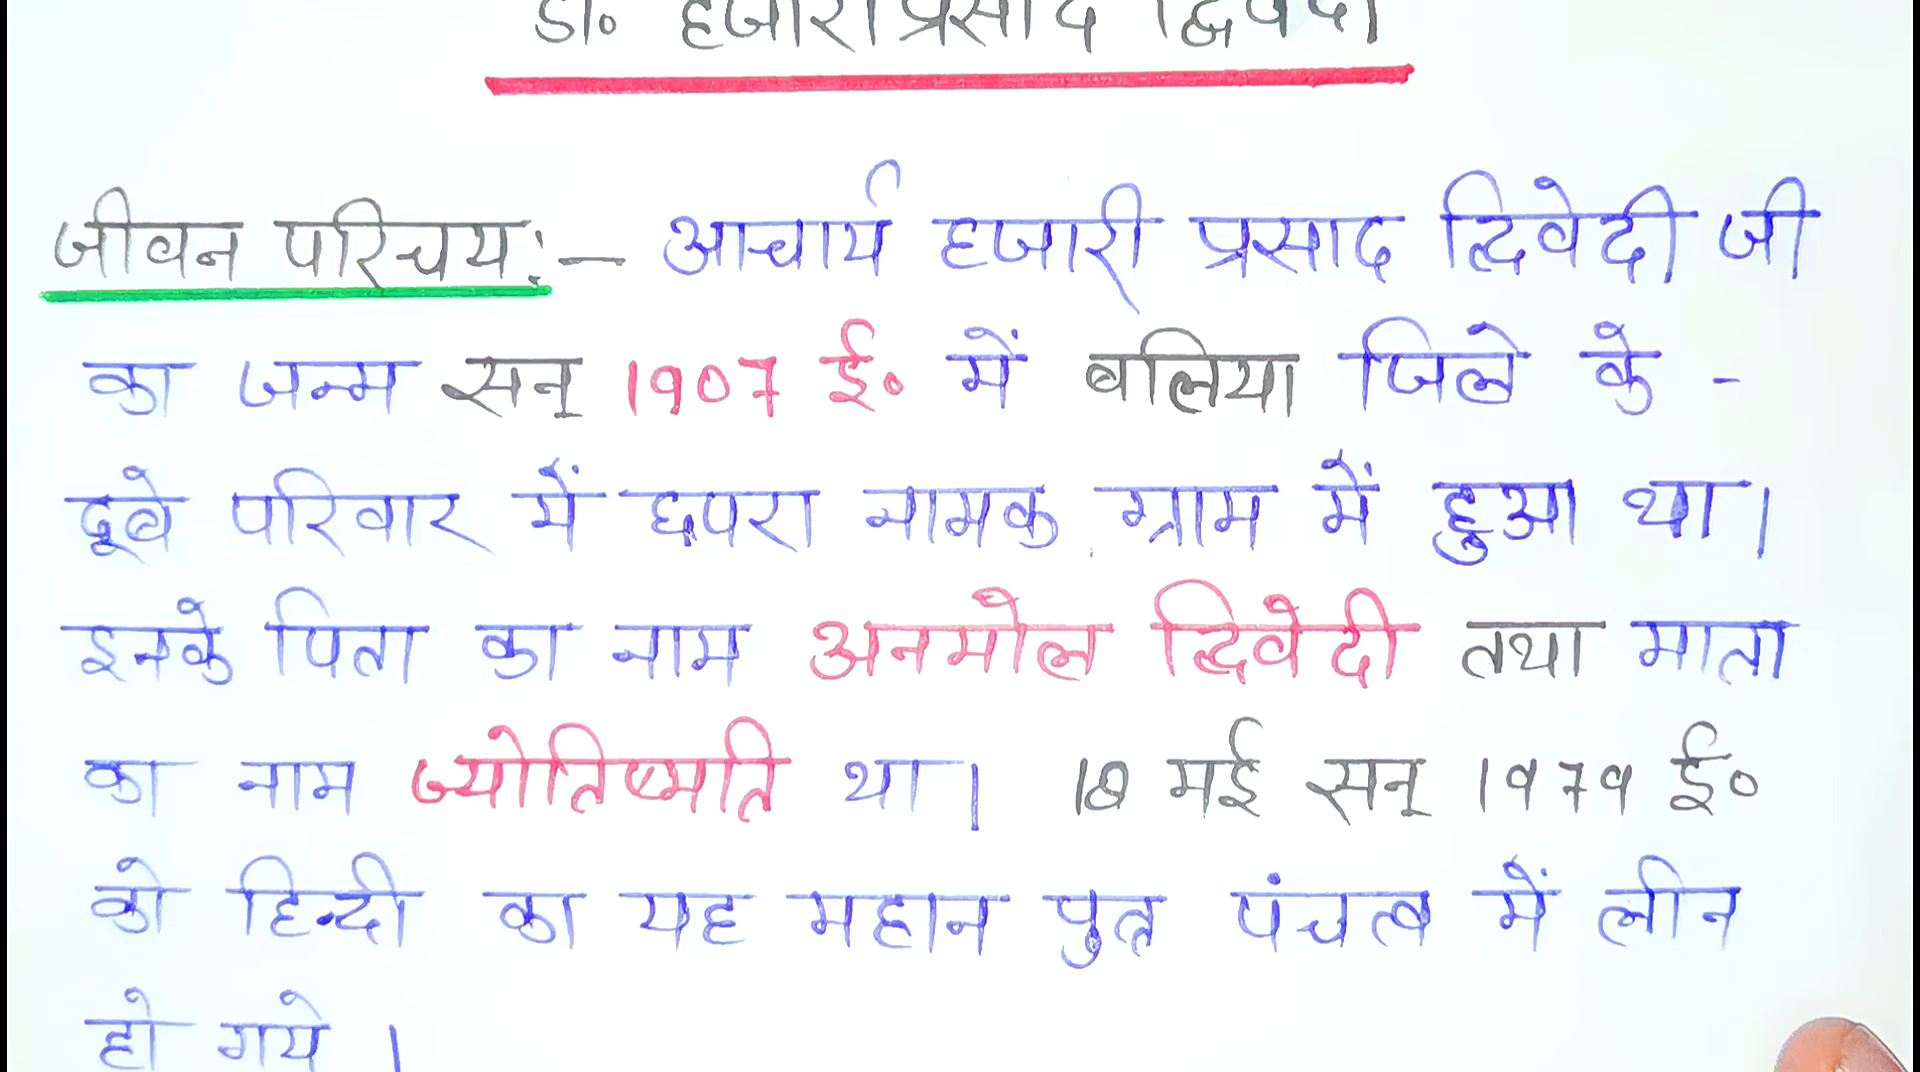 डा० हजारी प्रसाद द्विवेदी
जीवन परिचय:- आचार्य हजारी प्रसाद द्विवेदी जी
का जन्म सन् 1907 ई० में बलिया जिले के -
दूबे परिवार में छपरा नामक ग्राम में हुआ था।
इनके पिता का नाम अनमोल द्विवेदी तथा माता
का नाम ज्योतिष्मति था। 18 मई सन् 1979 ई०
को हिन्दी का यह महान पुत्र पंचत्व में लीन
हो गये ।